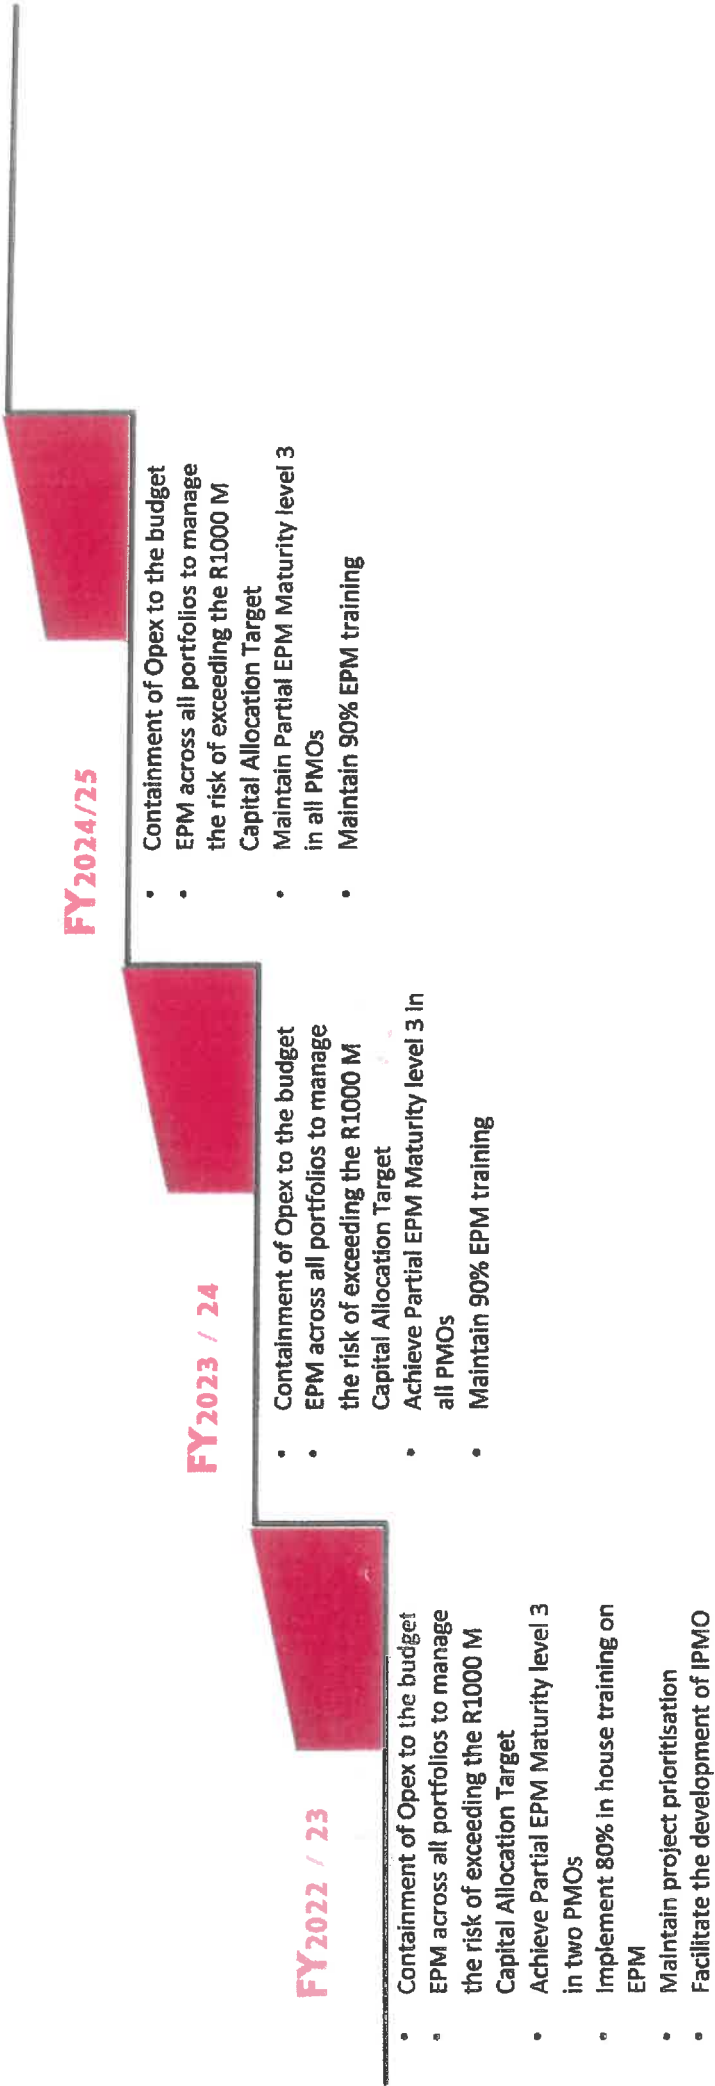 FY2022 / 23
• Containment of Opex to the budget
• EPM across all portfolios to manage
the risk of exceeding the R1000 M
Capital Allocation Target
• Achieve Partial EPM Maturity level 3
in two PMOs
• Implement 80% in house training on
EPM
• Maintain project prioritisation
• Facilitate the development of IPMO
FY2023 / 24
• Containment of Opex to the budget
• EPM across all portfolios to manage
the risk of exceeding the R1000 M
Capital Allocation Target
• Achieve Partial EPM Maturity level 3 in
all PMOs
• Maintain 90% EPM training
FY2024/25
• Containment of Opex to the budget
• EPM across all portfolios to manage
the risk of exceeding the R1000 M
Capital Allocation Target
• Maintain Partial EPM Maturity level 3
in all PMOs
• Maintain 90% EPM training